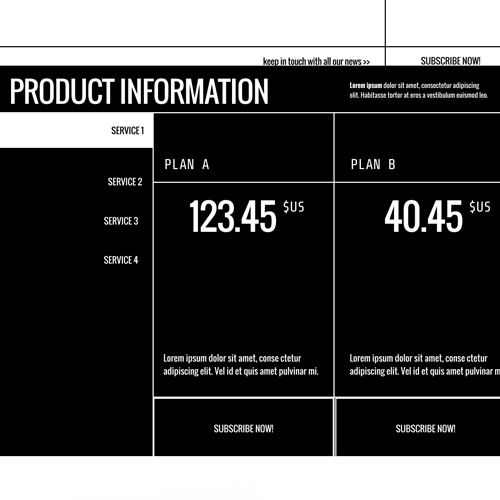 keep in touch with all our news >>
SUBSCRIBE NOW!
PRODUCT INFORMATION
Lorem ipsum dolor sit amet, consectetur adipiscing
elit. Habitasse tortor at eros a vestibulum euismod leo.
SERVICE 1
SERVICE 2
SERVICE 3
SERVICE 4
PLAN A
123.45 $US
Lorem ipsum dolor sit amet, conse ctetur
adipiscing elit. Vel id et quis amet pulvinar mi.
SUBSCRIBE NOW!
PLAN B
40.45 $US
Lorem ipsum dolor sit amet, conse ctetur
adipiscing elit. Vel id et quis amet pulvinar m
SUBSCRIBE NOW!